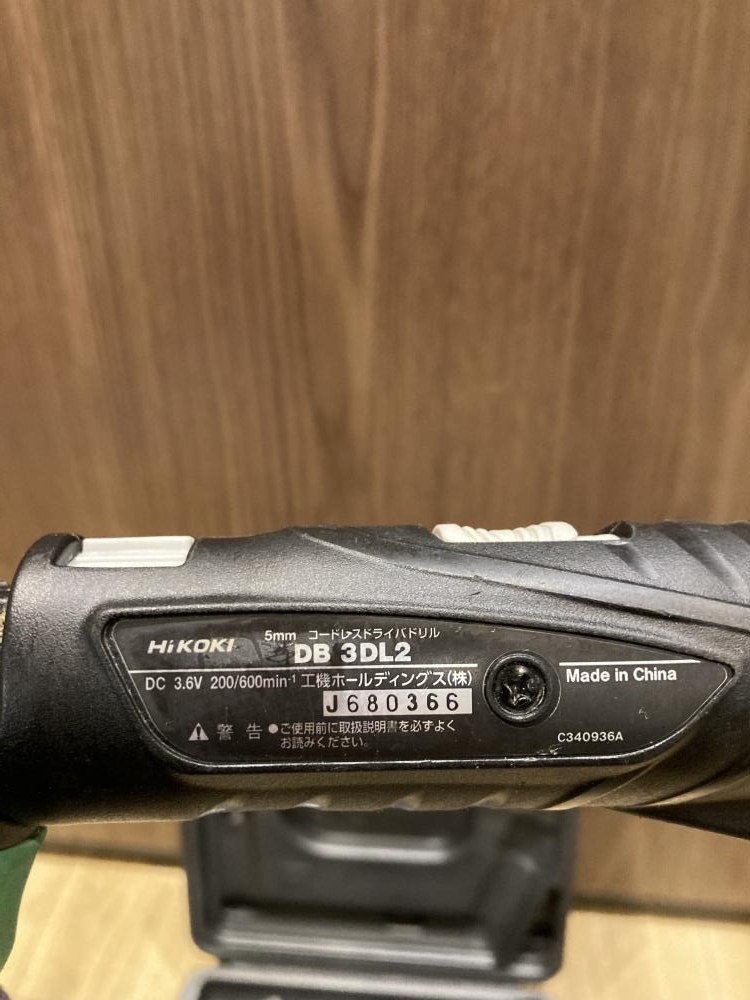 HiKOKI
5mm コードレスドライバドリル
DB 3DL2
DC 3.6V 200/600min⁻¹ 工機ホールディングス(株)
J680366
Made in China
⚠ 警告 ●ご使用前に取扱説明書を必ずよく
お読みください。
C340936A